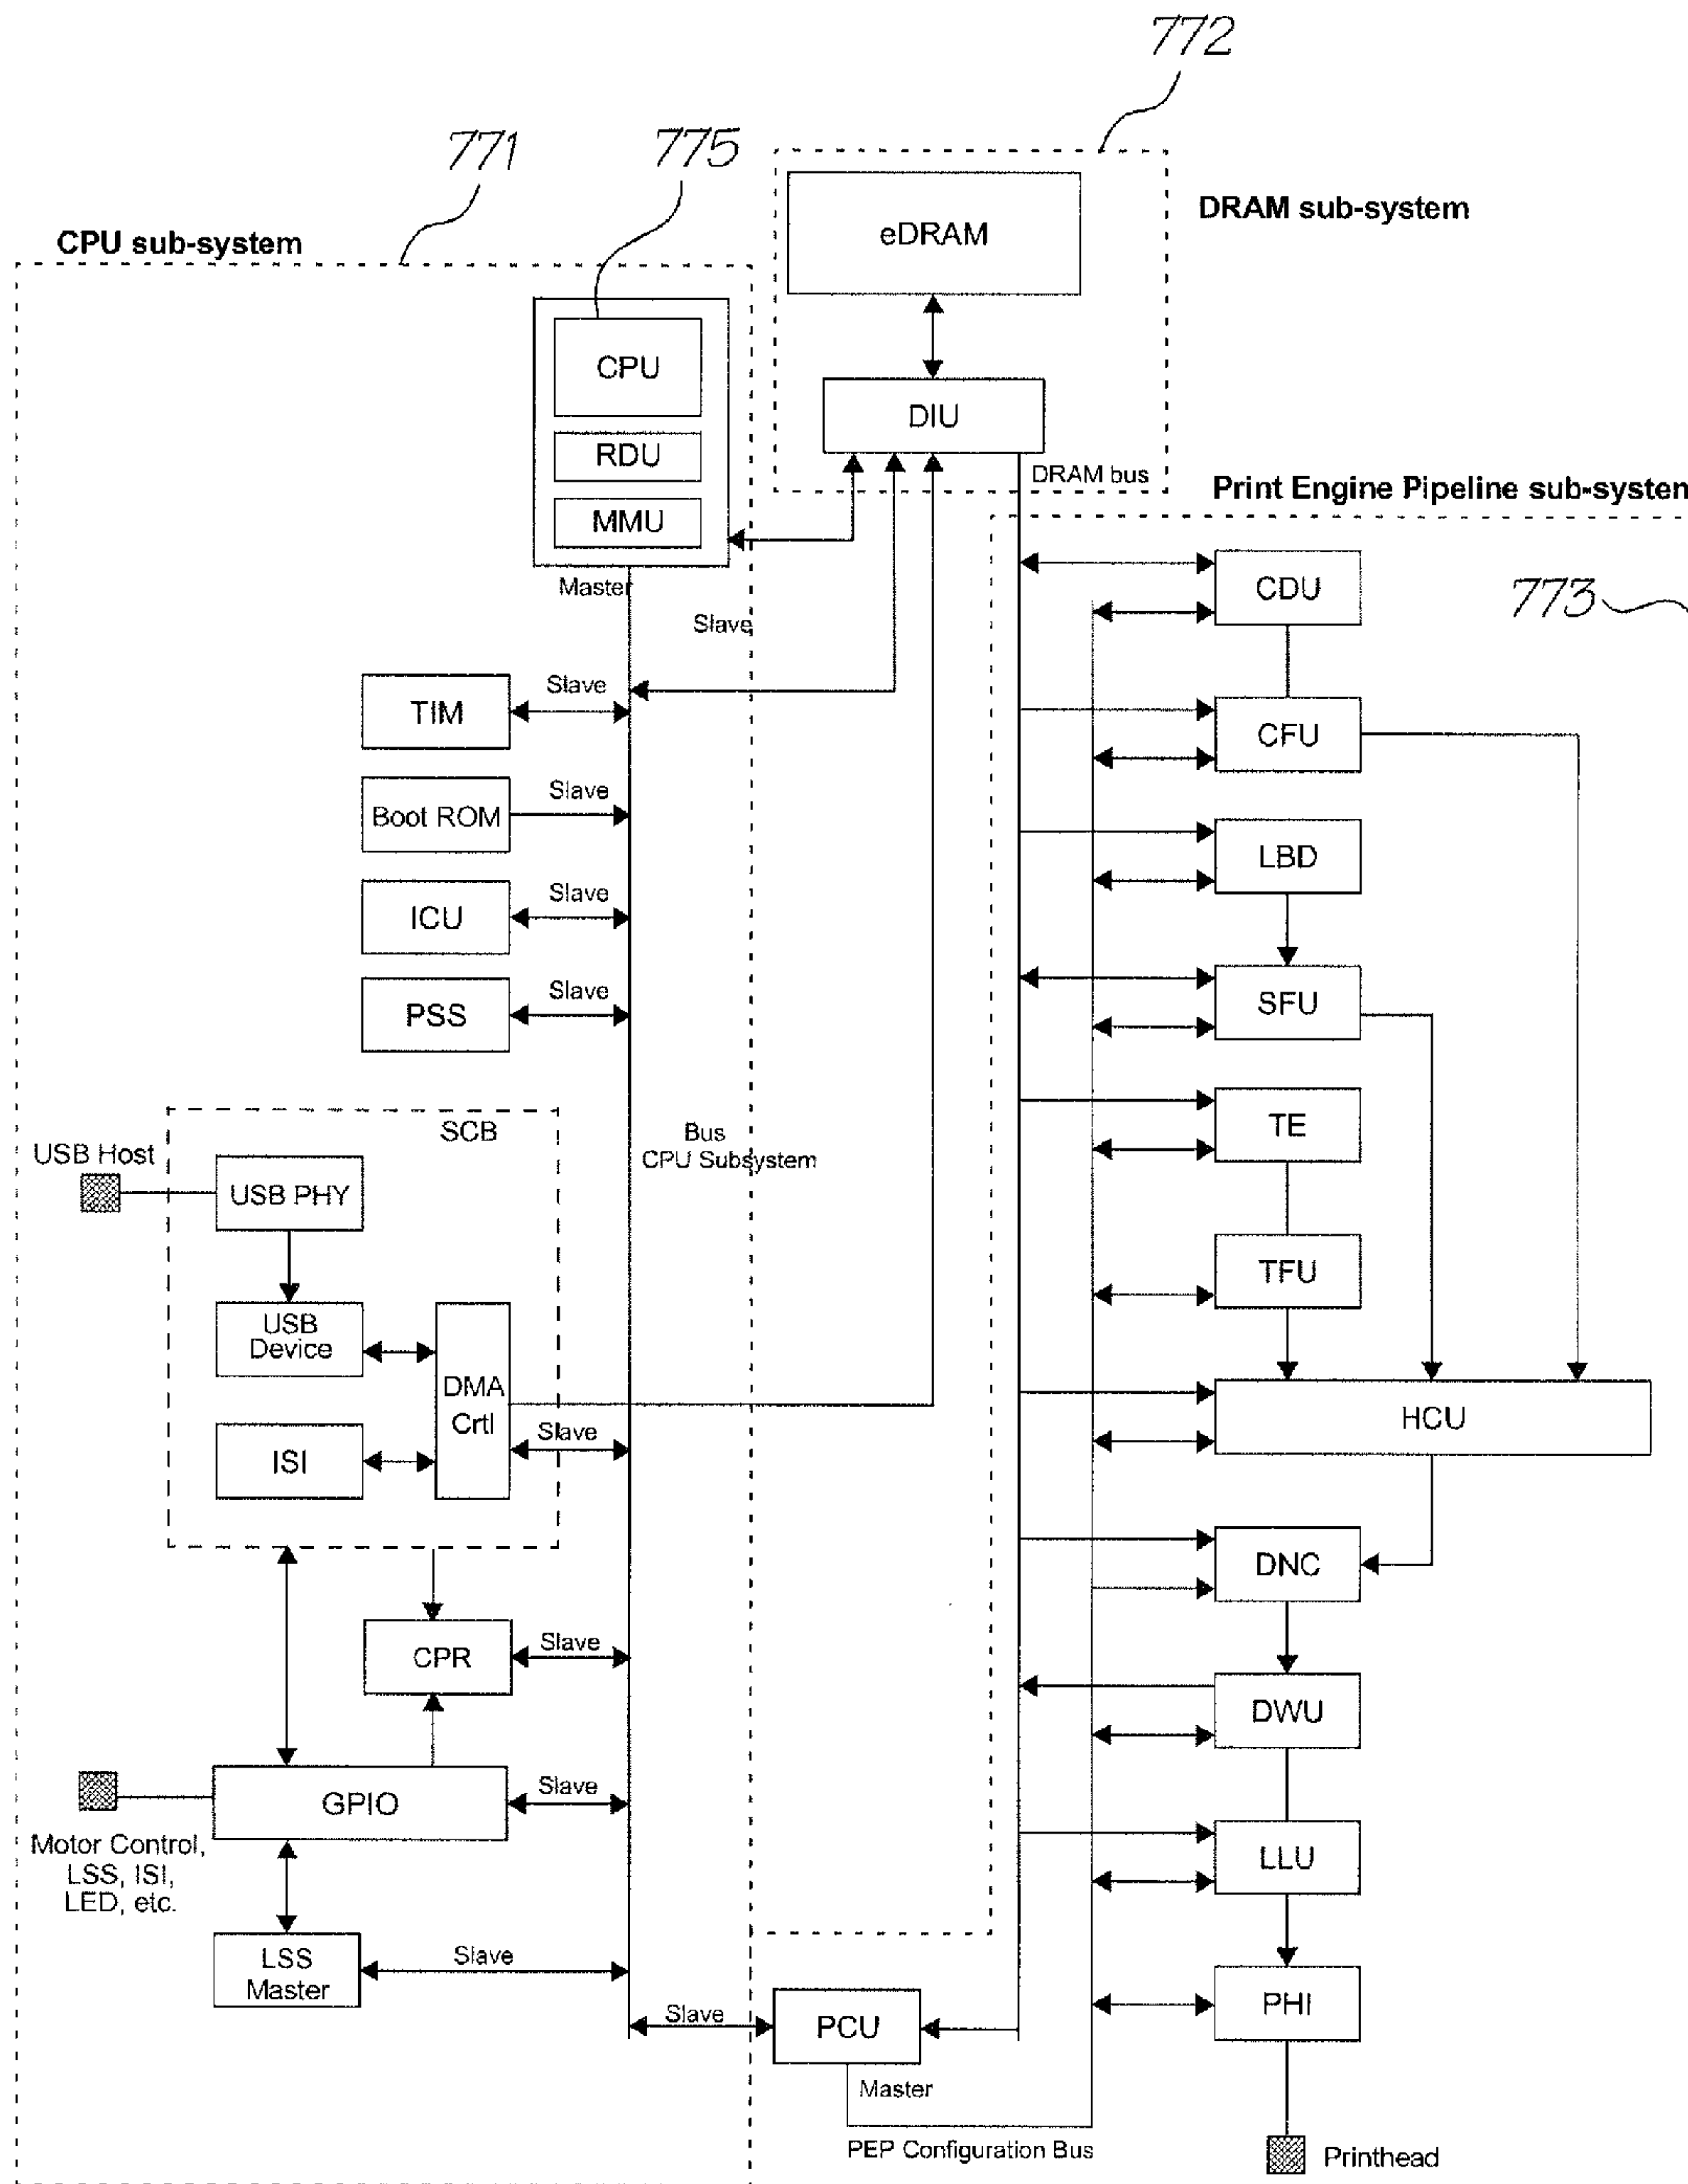 772
771
775
CPU sub-system
DRAM sub-system
eDRAM
CPU
DIU
RDU
DRAM bus
MMU
Print Engine Pipeline sub-system
Master
Slave
CDU
773
TIM
Slave
CFU
Boot ROM
Slave
LBD
ICU
Slave
PSS
Slave
SFU
SCB
Bus
CPU Subsystem
TE
USB Host
USB PHY
TFU
USB
Device
DMA
Crtl
Slave
HCU
ISI
DNC
CPR
Slave
DWU
GPIO
Slave
Motor Control,
LSS, ISI,
LED, etc.
LLU
LSS
Master
Slave
PHI
Slave
PCU
Master
PEP Configuration Bus
Printhead